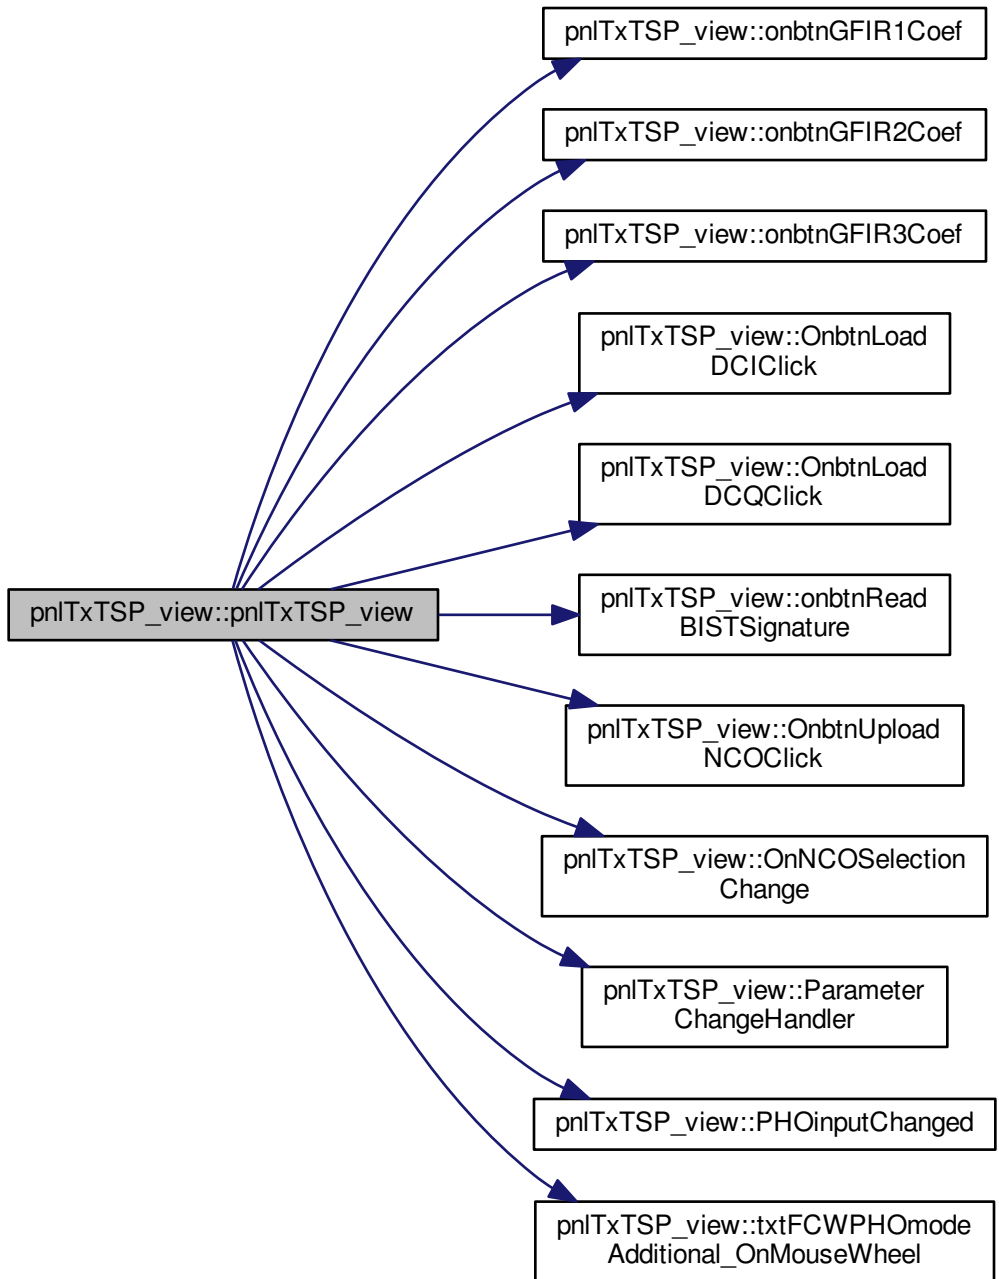 pnlTxTSP_view::onbtnGFIR1Coef
pnlTxTSP_view::onbtnGFIR2Coef
pnlTxTSP_view::onbtnGFIR3Coef
pnlTxTSP_view::OnbtnLoad
DCIClick
pnlTxTSP_view::OnbtnLoad
DCQClick
pnlTxTSP_view::pnlTxTSP_view
pnlTxTSP_view::onbtnRead
BISTSignature
pnlTxTSP_view::OnbtnUpload
NCOClick
pnlTxTSP_view::OnNCOSelection
Change
pnlTxTSP_view::Parameter
ChangeHandler
pnlTxTSP_view::PHOinputChanged
pnlTxTSP_view::txtFCWPHOmode
Additional_OnMouseWheel